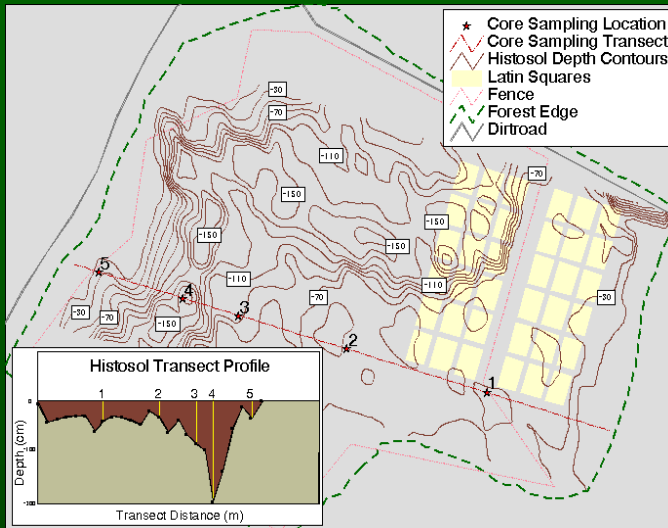 Core Sampling Location
Core Sampling Transect
Histosol Depth Contours
Latin Squares
Fence
Forest Edge
Dirtroad
-30
-70
-110
-70
-150
-150
-150
-150
5
-110
-110
4
-70
-30
3
-30
-70
-150
2
1
Histosol Transect Profile
0
1
2
3
4
5
Depth (cm)
-100
Transect Distance (m)